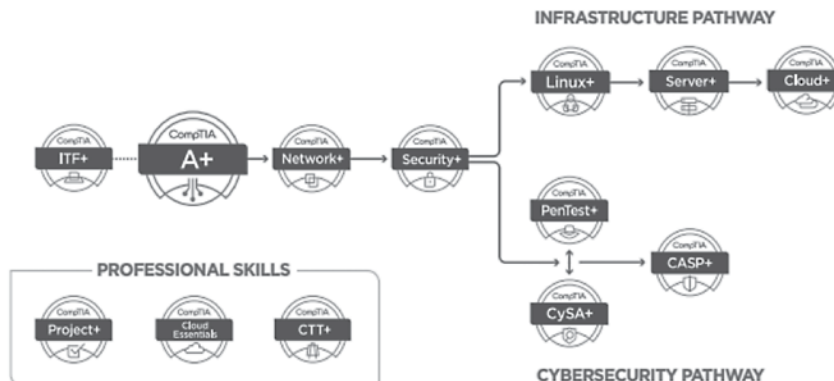 INFRASTRUCTURE PATHWAY
CompTIA
Linux+
CompTIA
Server+
CompTIA
Cloud+
CompTIA
ITF+
CompTIA
A+
CompTIA
Network+
CompTIA
Security+
CompTIA
PenTest+
CompTIA
CASP+
CompTIA
CySA+
CYBERSECURITY PATHWAY
PROFESSIONAL SKILLS
CompTIA
Project+
CompTIA
Cloud
Essentials
CompTIA
CTT+